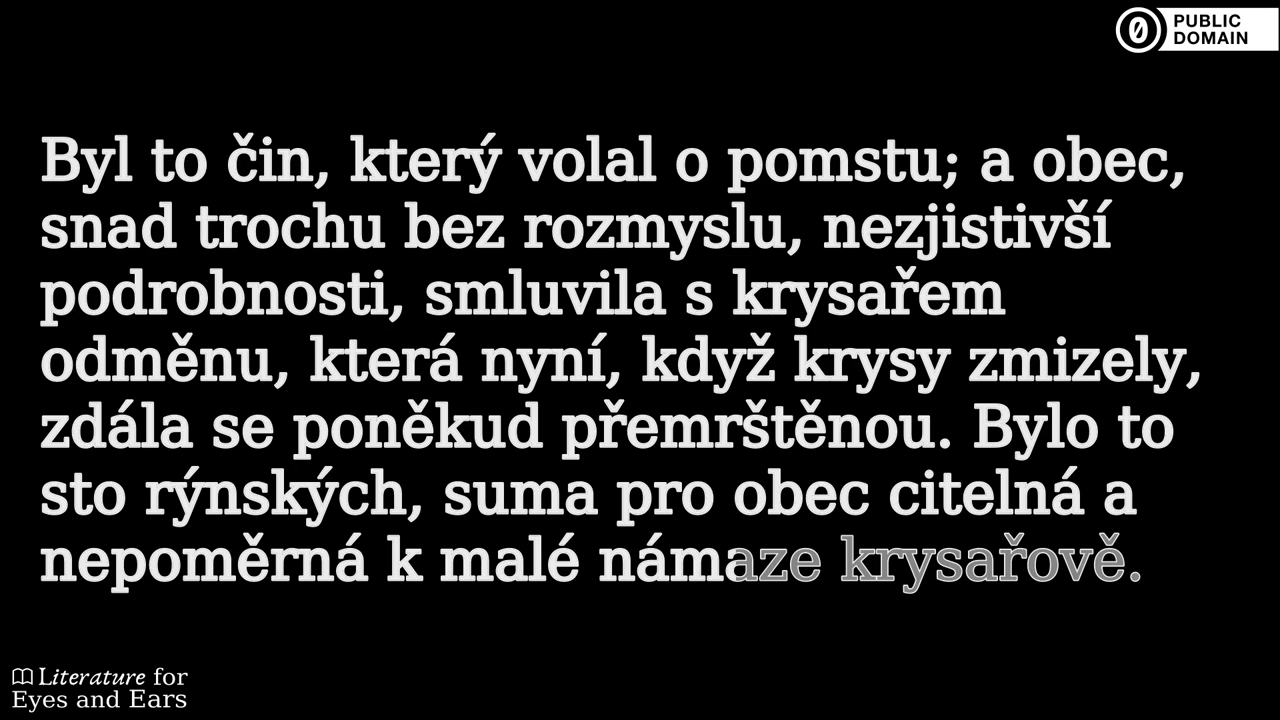 PUBLIC
DOMAIN
Byl to čin, který volal o pomstu; a obec,
snad trochu bez rozmyslu, nezjistivší
podrobnosti, smluvila s krysařem
odměnu, která nyní, když krysy zmizely,
zdála se poněkud přemrštěnou. Bylo to
sto rýnských, suma pro obec citelná a
nepoměrná k malé námaze krysařově.
Literature for
Eyes and Ears